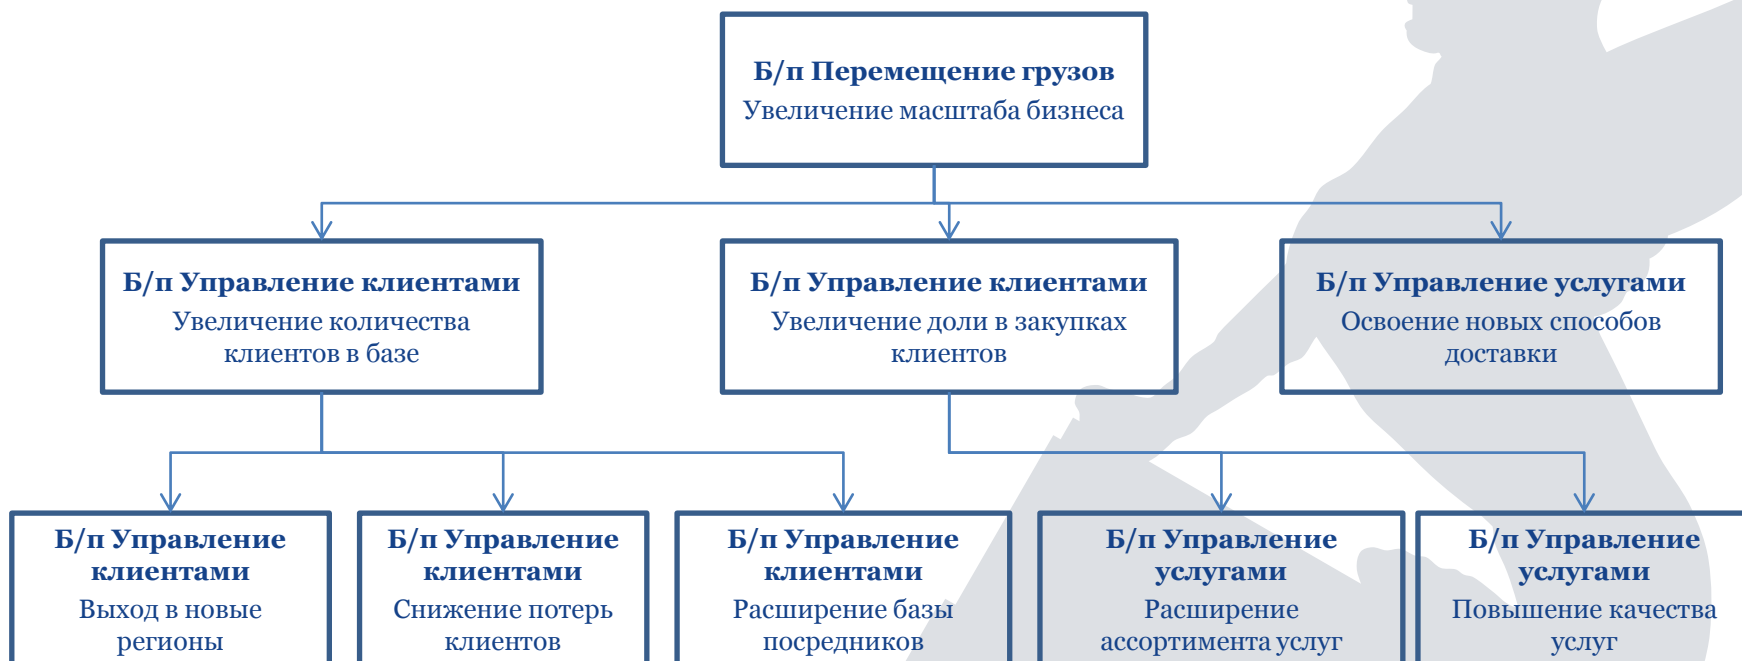 Б/п Перемещение грузов
Увеличение масштаба бизнеса
Б/п Управление клиентами
Увеличение количества
клиентов в базе
Б/п Управление клиентами
Увеличение доли в закупках
клиентов
Б/п Управление услугами
Освоение новых способов
доставки
Б/п Управление
клиентами
Выход в новые
регионы
Б/п Управление
клиентами
Снижение потерь
клиентов
Б/п Управление
клиентами
Расширение базы
посредников
Б/п Управление
услугами
Расширение
ассортимента услуг
Б/п Управление
услугами
Повышение качества
услуг